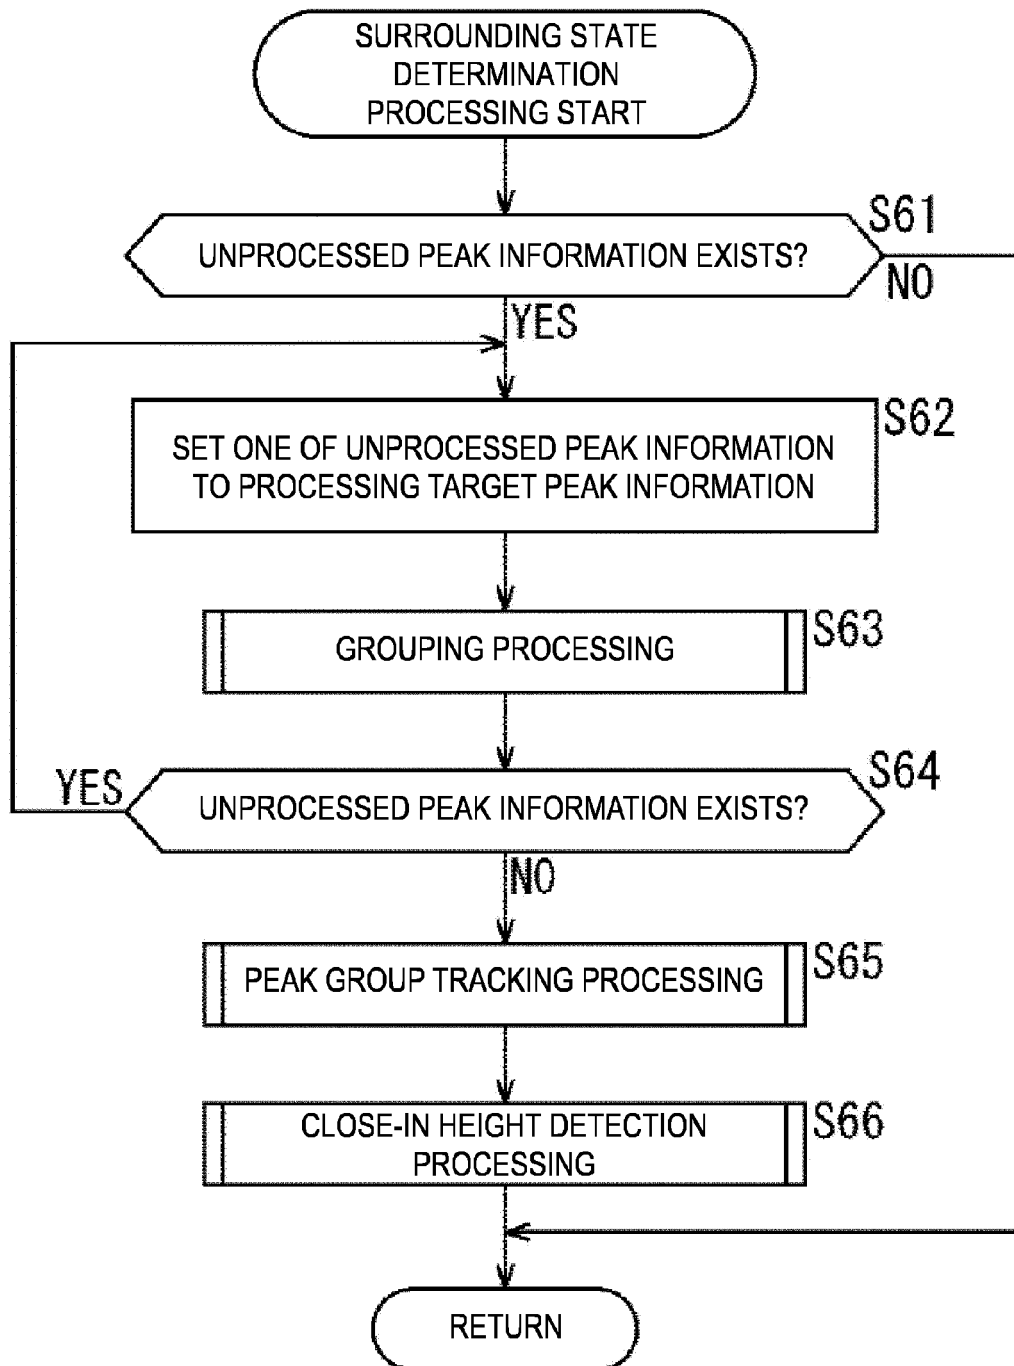 SURROUNDING STATE
DETERMINATION
PROCESSING START
S61
UNPROCESSED PEAK INFORMATION EXISTS?
NO
YES
S62
SET ONE OF UNPROCESSED PEAK INFORMATION
TO PROCESSING TARGET PEAK INFORMATION
S63
GROUPING PROCESSING
S64
YES
UNPROCESSED PEAK INFORMATION EXISTS?
NO
S65
PEAK GROUP TRACKING PROCESSING
S66
CLOSE-IN HEIGHT DETECTION
PROCESSING
RETURN